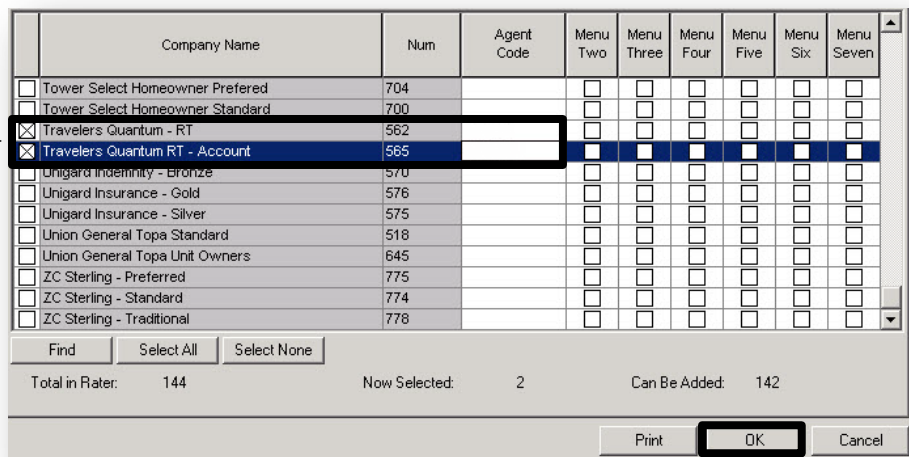 Company Name Num Agent Code Menu Two Menu Three Menu Four Menu Five Menu Six Menu Seven
Tower Select Homeowner Prefered 704
Tower Select Homeowner Standard 700
Travelers Quantum - RT 562
Travelers Quantum RT - Account 565
Unigard Indemnity - Bronze 570
Unigard Insurance - Gold 576
Unigard Insurance - Silver 575
Union General Topa Standard 518
Union General Topa Unit Owners 645
ZC Sterling - Preferred 775
ZC Sterling - Standard 774
ZC Sterling - Traditional 778
Find Select All Select None
Total in Rater: 144 Now Selected: 2 Can Be Added: 142
Print OK Cancel